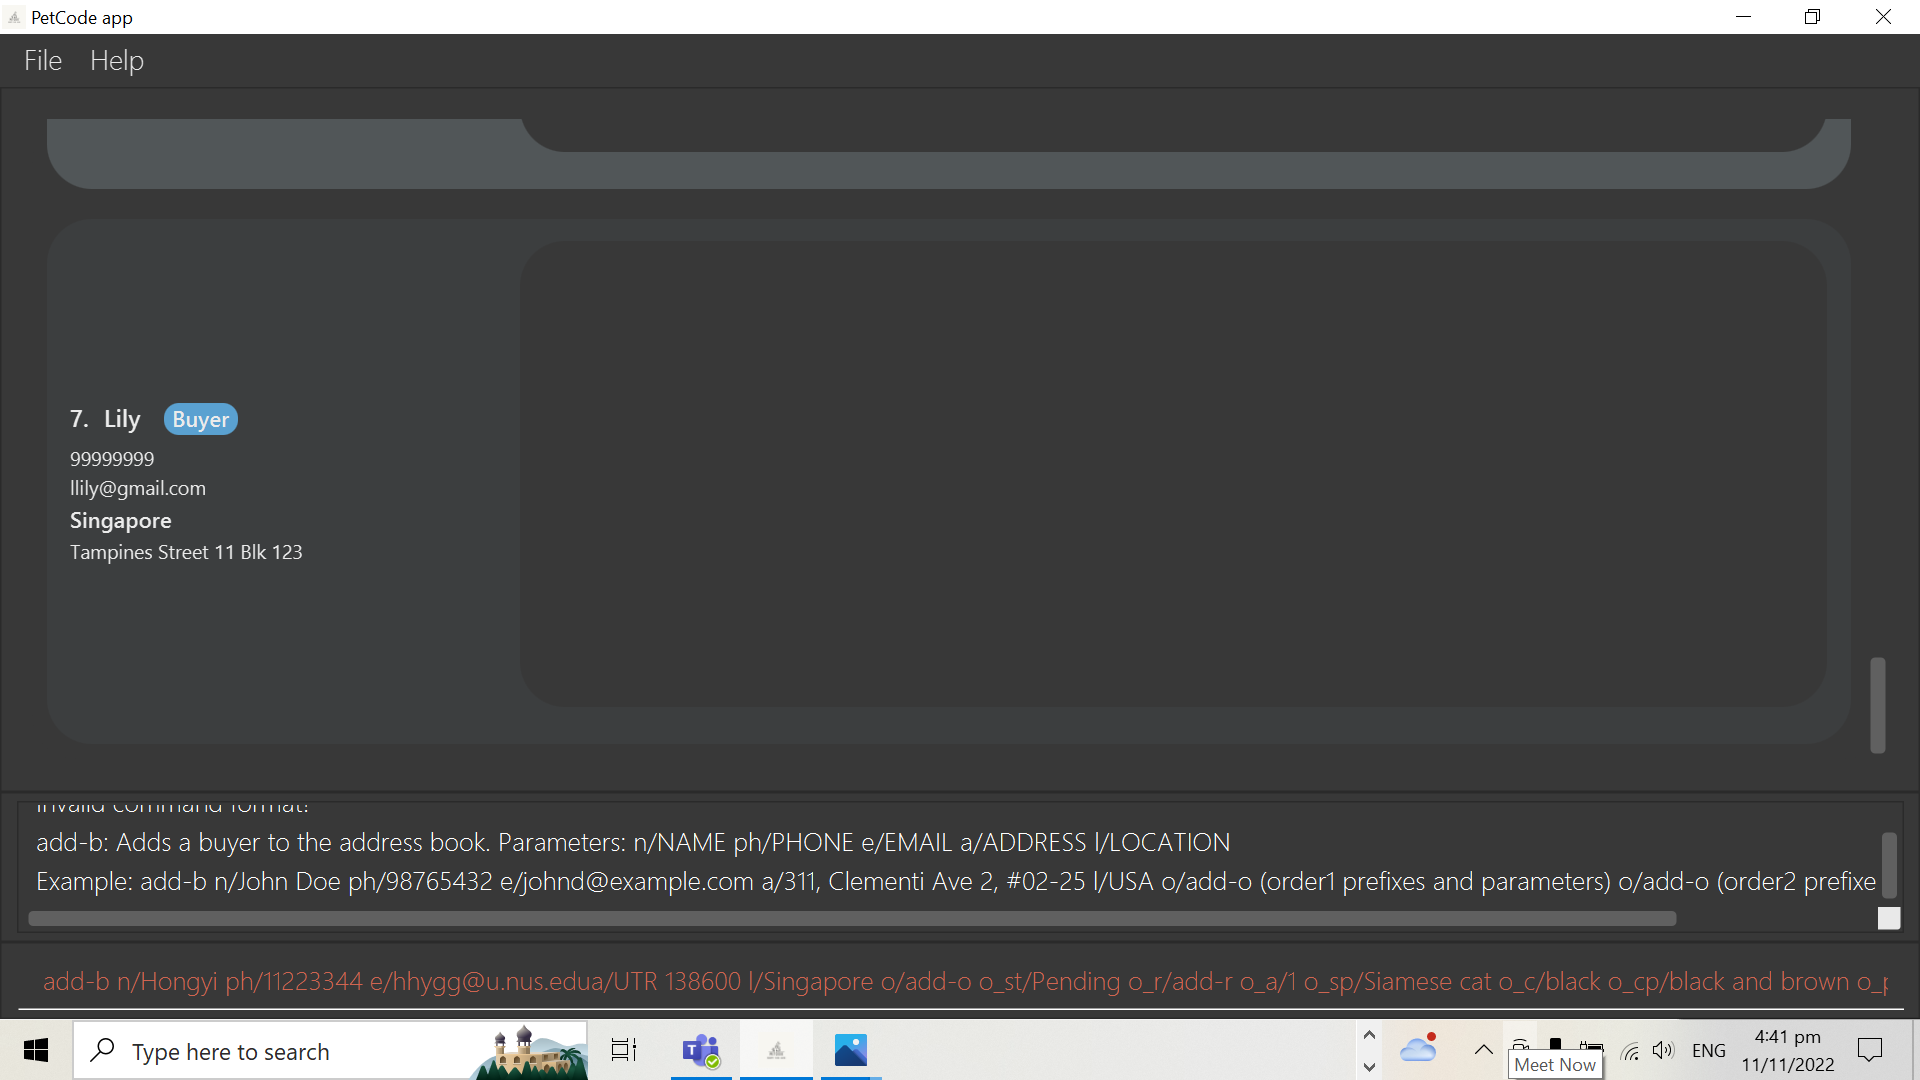 PetCode app
File Help
7. Lily Buyer
99999999
llily@gmail.com
Singapore
Tampines Street 11 Blk 123
Invalid command format!
add-b: Adds a buyer to the address book. Parameters: n/NAME ph/PHONE e/EMAIL a/ADDRESS l/LOCATION
Example: add-b n/John Doe ph/98765432 e/johnd@example.com a/311, Clementi Ave 2, #02-25 l/USA o/add-o (order1 prefixes and parameters) o/add-o (order2 prefixe
add-b n/Hongyi ph/11223344 e/hhygg@u.nus.edua/UTR 138600 l/Singapore o/add-o o_st/Pending o_r/add-r o_a/1 o_sp/Siamese cat o_c/black o_cp/black and brown o_p
Type here to search
ENG
4:41 pm
11/11/2022
Meet Now